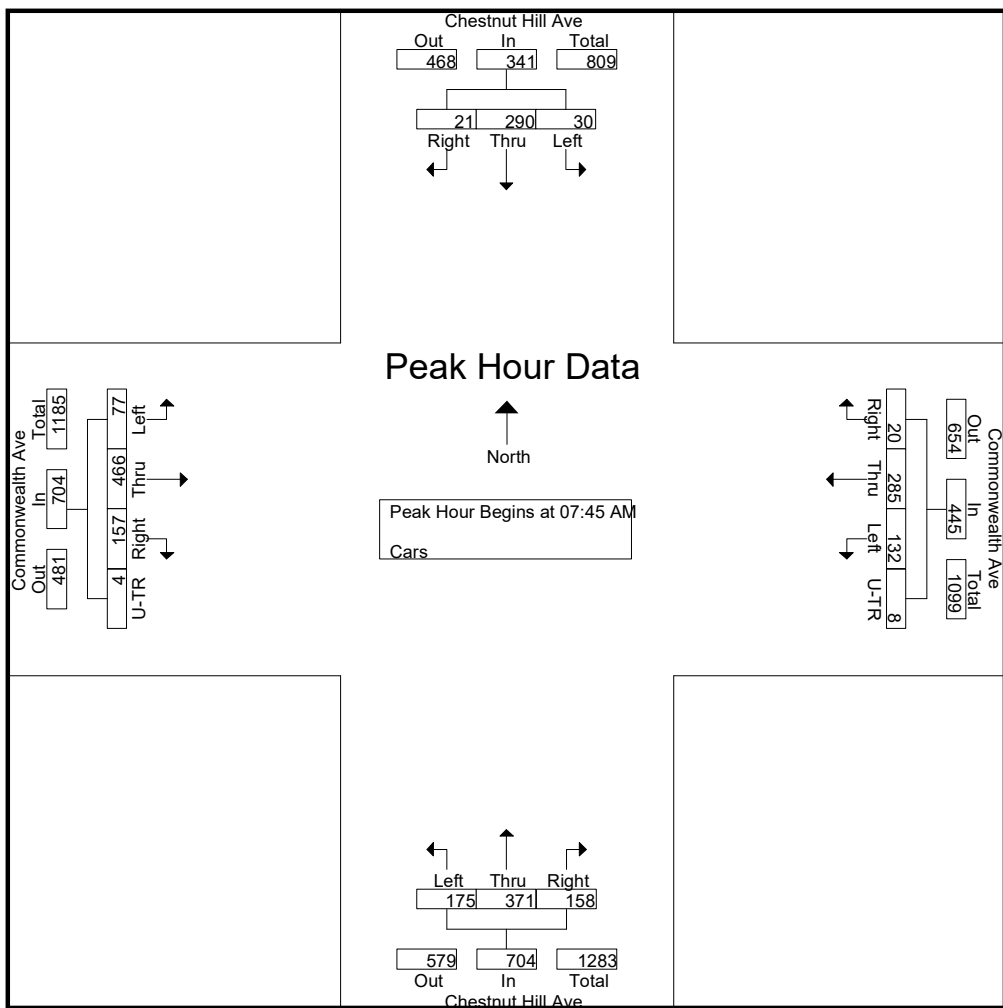 Chestnut Hill Ave
Out In Total
468 341 809
21 290 30
Right Thru Left
Peak Hour Data
North
Peak Hour Begins at 07:45 AM
Cars
Commonwealth Ave
Total In Out
1185 704 481
77 466 157 4
Left Thru Right U-TR
Commonwealth Ave
Out In Total
654 445 1099
20 285 132 8
Right Thru Left U-TR
Left Thru Right
175 371 158
579 704 1283
Out In Total
Chestnut Hill Ave